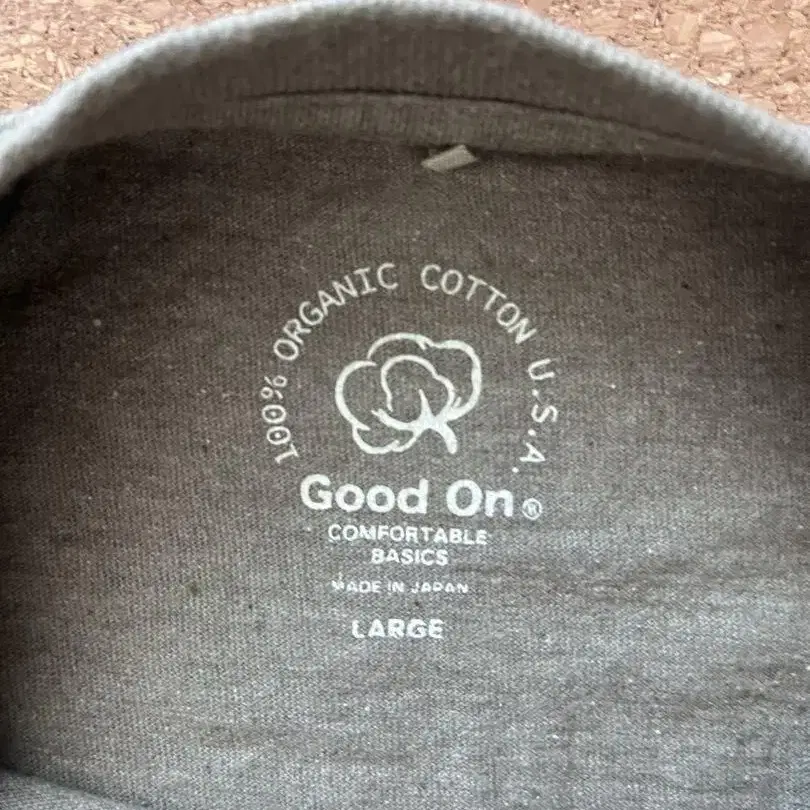 100% ORGANIC COTTON U.S.A.
Good On®
COMFORTABLE
BASICS
MADE IN JAPAN
LARGE